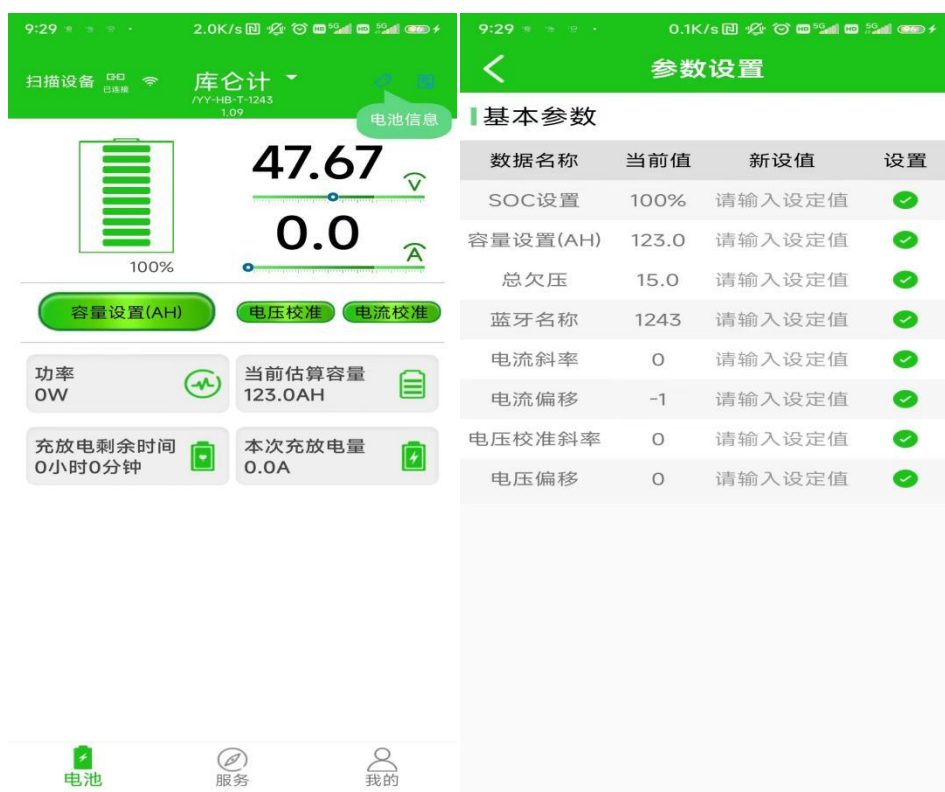 9:29
2.0K/s
HD 5G HD 5G
扫描设备
已连接
库仑计
/YY-HB-T-1243
1.09
电池信息
47.67
V
0.0
A
100%
容量设置(AH)
电压校准
电流校准
功率
0W
当前估算容量
123.0AH
充放电剩余时间
0小时0分钟
本次充放电量
0.0A
电池
服务
我的
9:29
0.1K/s
HD 5G HD 5G
参数设置
基本参数
数据名称 当前值 新设值 设置
SOC设置 100% 请输入设定值
容量设置(AH) 123.0 请输入设定值
总欠压 15.0 请输入设定值
蓝牙名称 1243 请输入设定值
电流斜率 0 请输入设定值
电流偏移 -1 请输入设定值
电压校准斜率 0 请输入设定值
电压偏移 0 请输入设定值